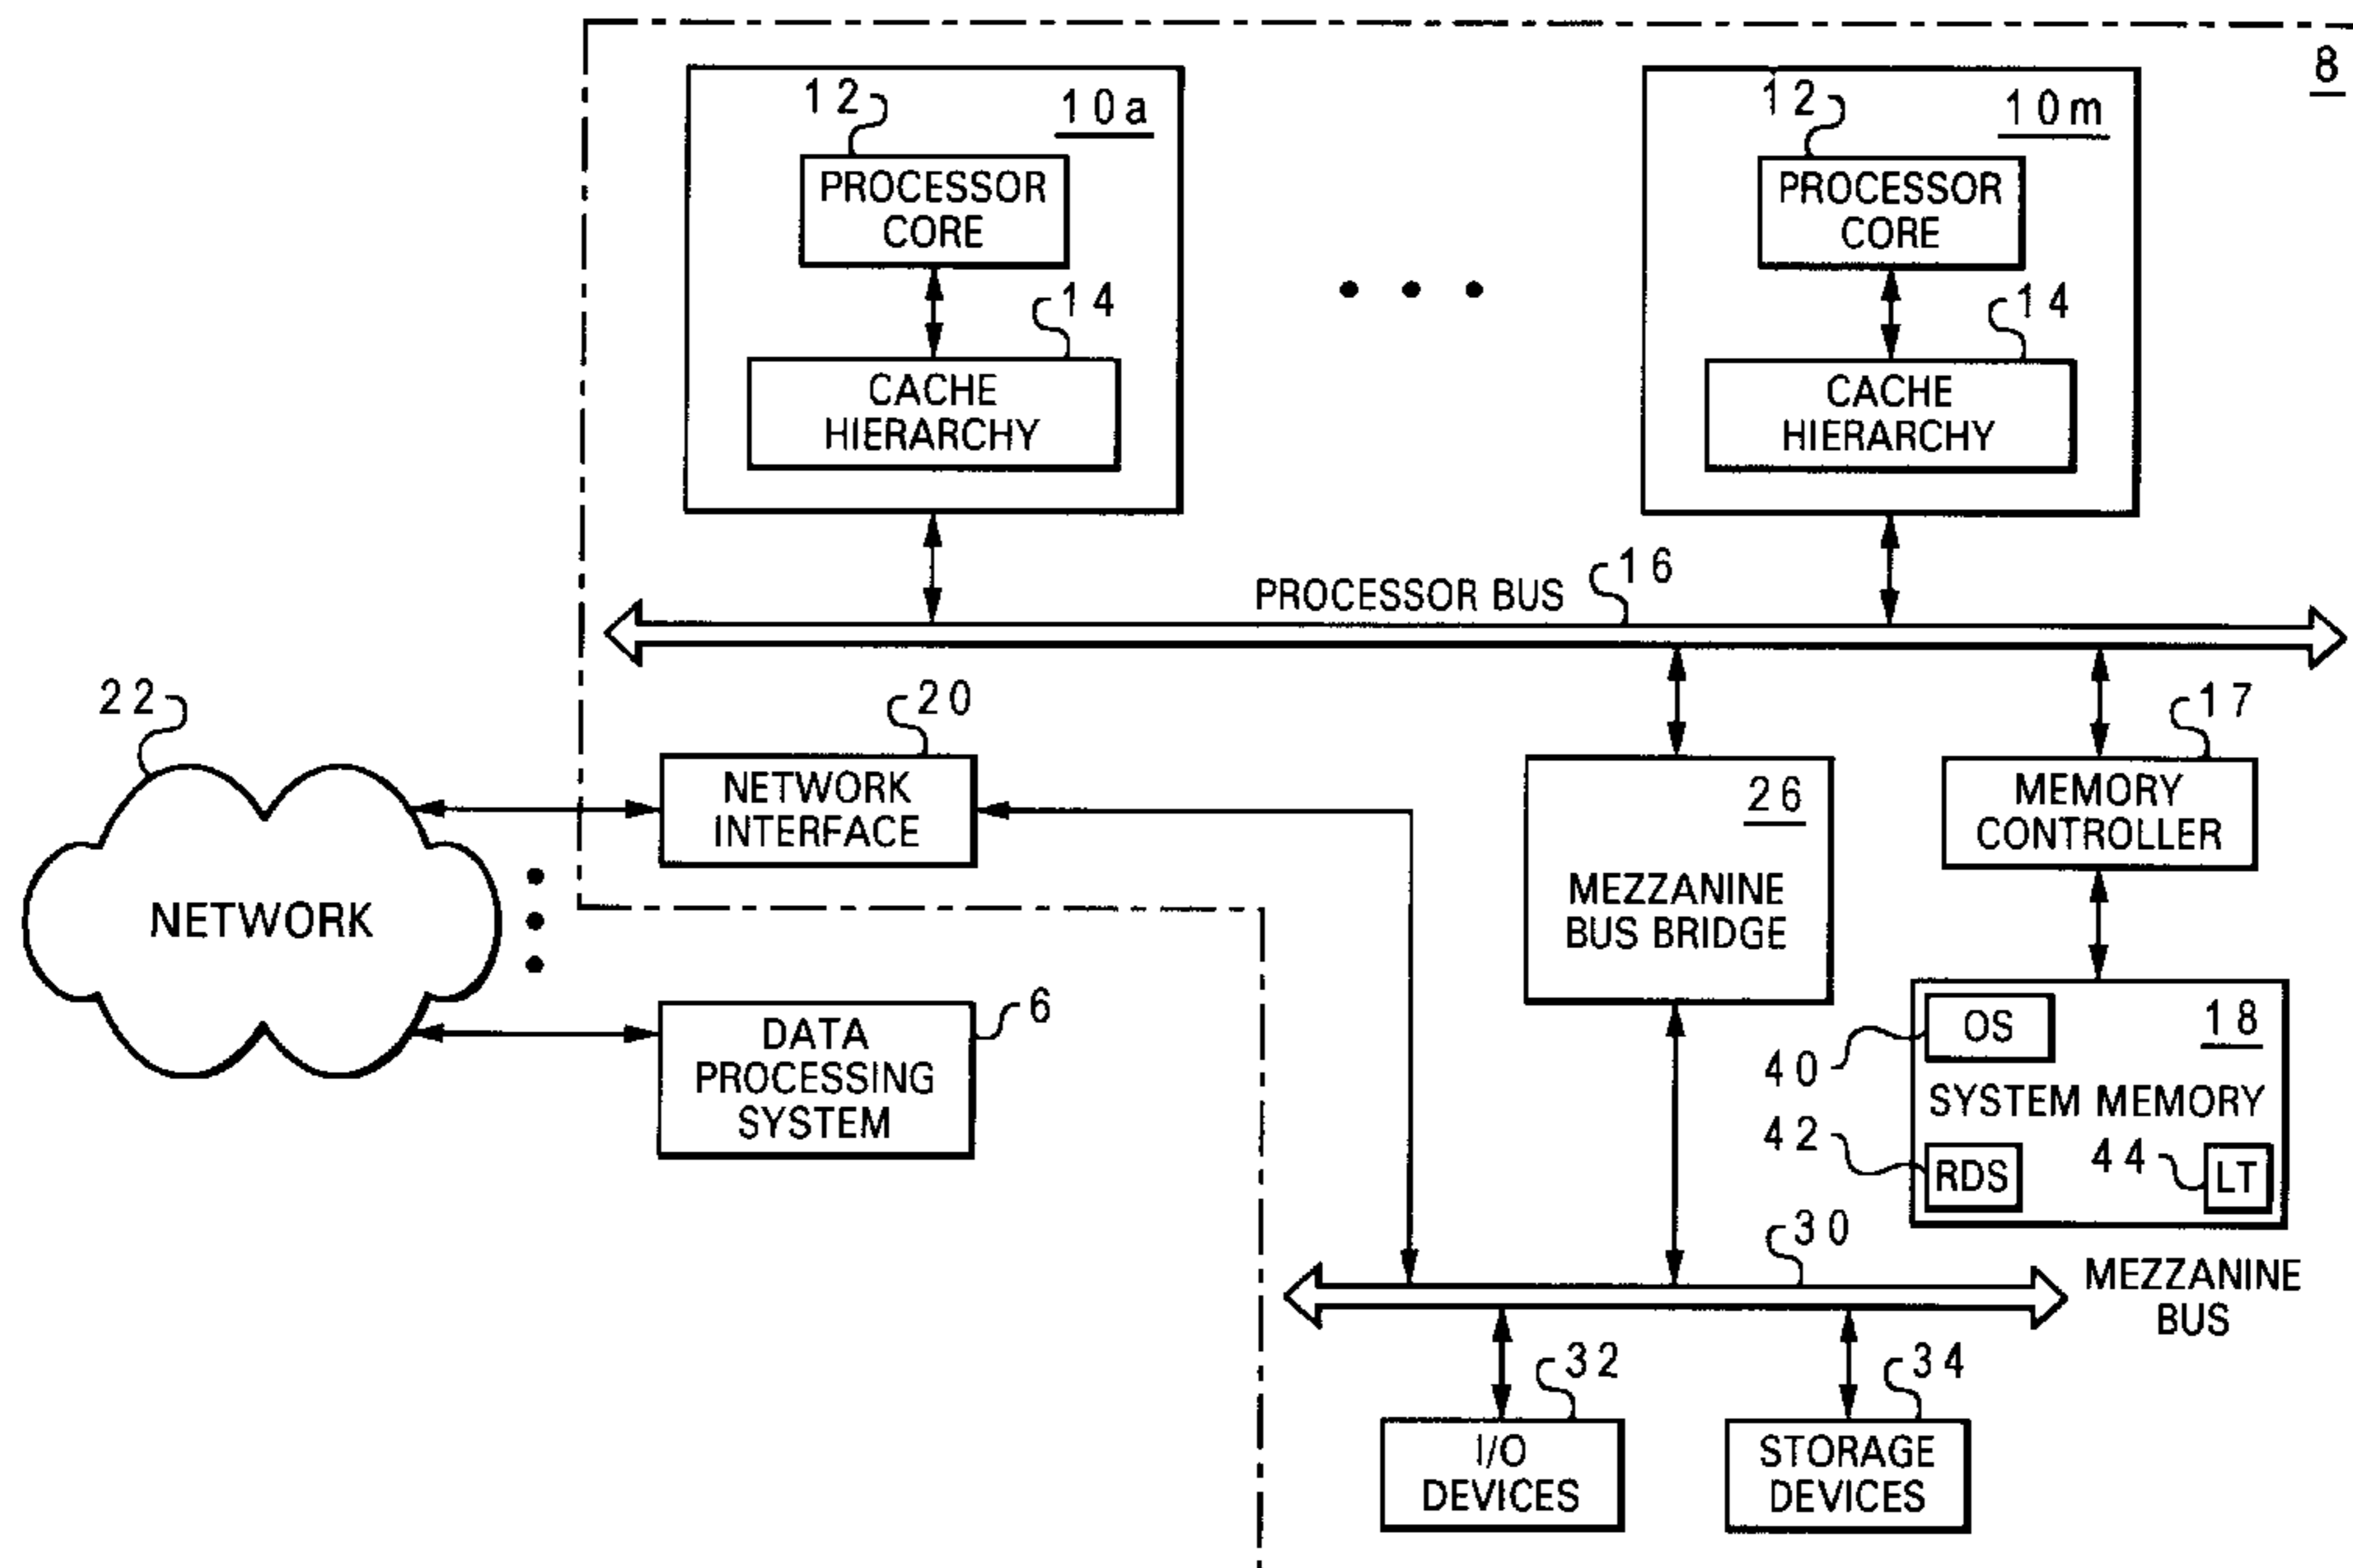 8
12
10a
PROCESSOR
CORE
14
CACHE
HIERARCHY
12
10m
PROCESSOR
CORE
14
CACHE
HIERARCHY
PROCESSOR BUS
16
22
NETWORK
20
NETWORK
INTERFACE
26
MEZZANINE
BUS BRIDGE
17
MEMORY
CONTROLLER
6
DATA
PROCESSING
SYSTEM
18
OS
40
SYSTEM MEMORY
42
RDS
44
LT
30
MEZZANINE
BUS
32
I/O
DEVICES
34
STORAGE
DEVICES